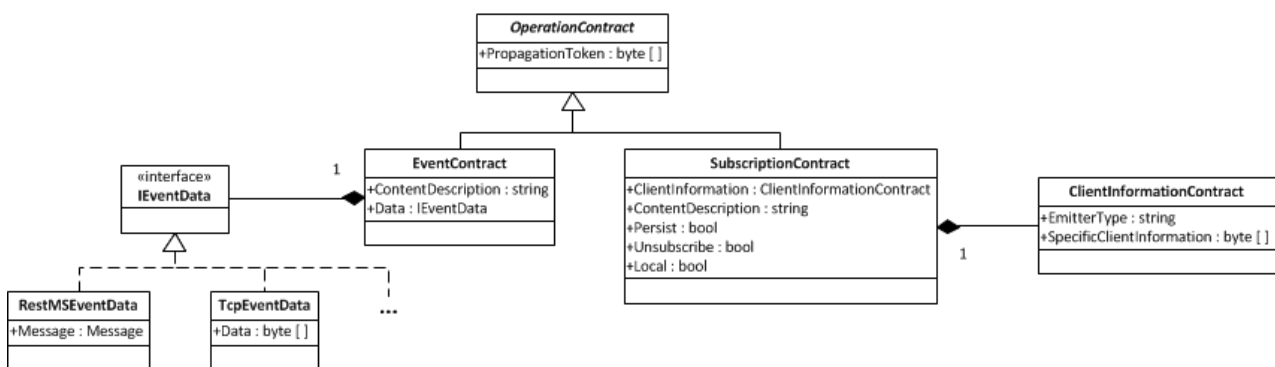 OperationContract
+PropagationToken : byte [ ]
EventContract
+ContentDescription : string
+Data : IEventData
SubscriptionContract
+ClientInformation : ClientInformationContract
+ContentDescription : string
+Persist : bool
+Unsubscribe : bool
+Local : bool
1
«interface»
IEventData
ClientInformationContract
+EmitterType : string
+SpecificClientInformation : byte [ ]
1
RestMSEventData
+Message : Message
TcpEventData
+Data : byte [ ]
...